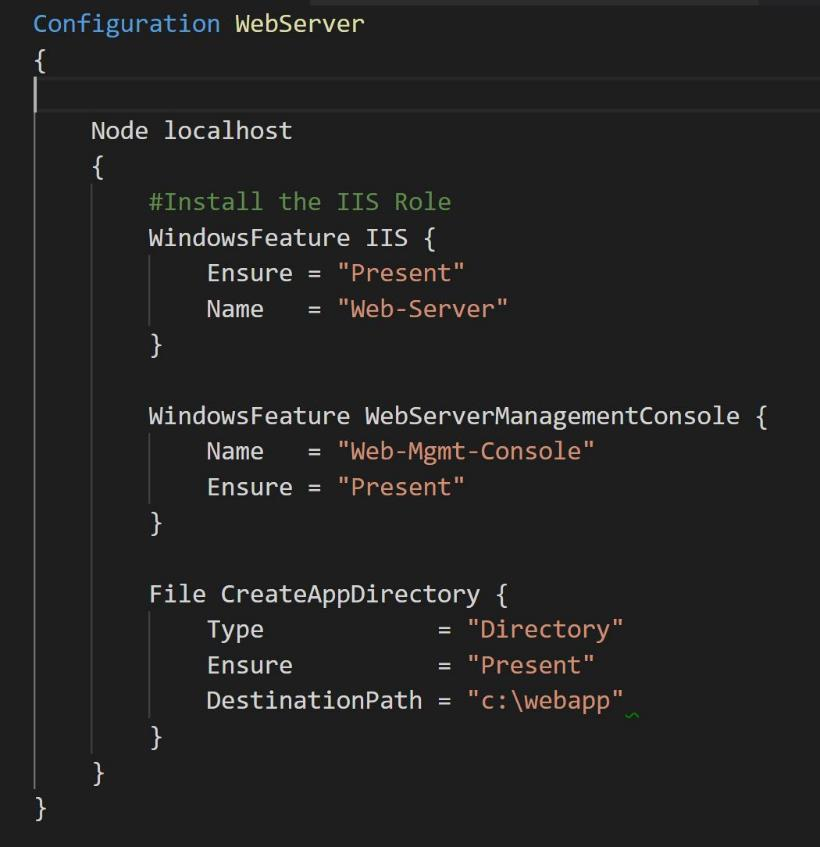 Configuration WebServer
{
    Node localhost
    {
        #Install the IIS Role
        WindowsFeature IIS {
            Ensure = "Present"
            Name   = "Web-Server"
        }

        WindowsFeature WebServerManagementConsole {
            Name   = "Web-Mgmt-Console"
            Ensure = "Present"
        }

        File CreateAppDirectory {
            Type            = "Directory"
            Ensure          = "Present"
            DestinationPath = "c:\webapp"
        }
    }
}